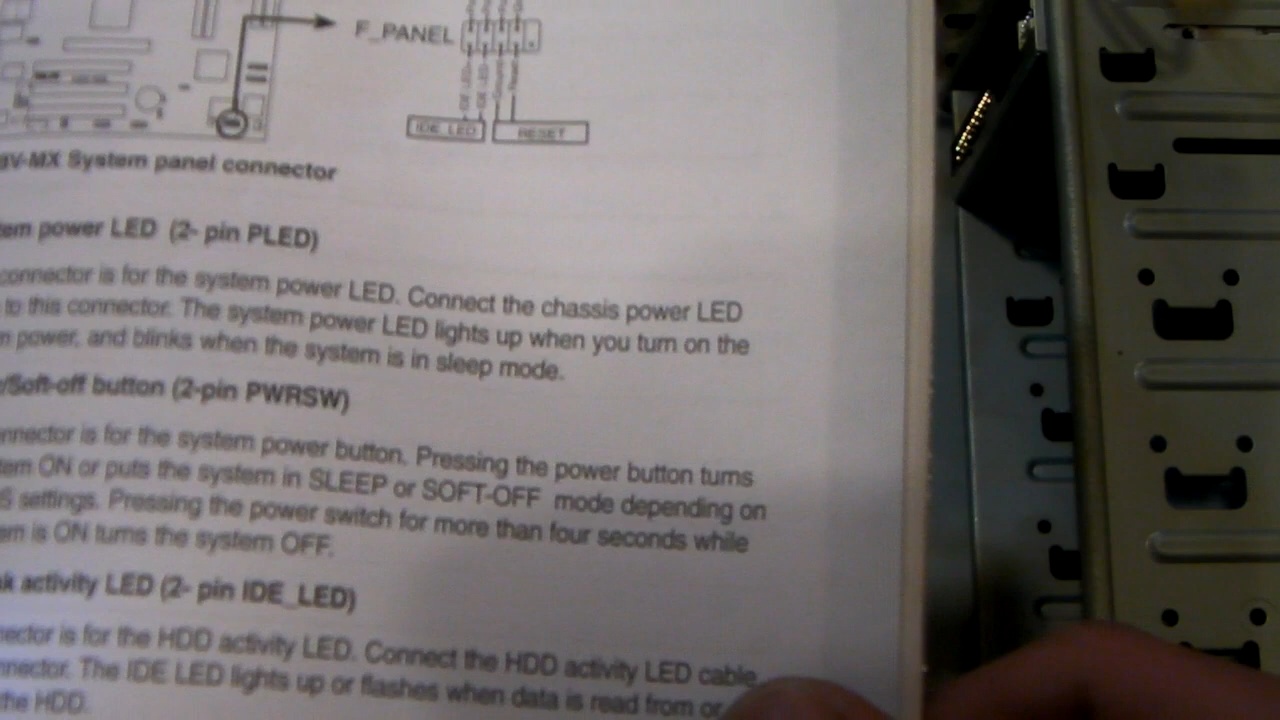 F_PANEL
IDE_LED RESET
gV-MX System panel connector
em power LED (2- pin PLED)
connector is for the system power LED. Connect the chassis power LED
to this connector. The system power LED lights up when you turn on the
power, and blinks when the system is in sleep mode.
/Soft-off button (2-pin PWRSW)
nnector is for the system power button. Pressing the power button turns
tem ON or puts the system in SLEEP or SOFT-OFF mode depending on
S settings. Pressing the power switch for more than four seconds while
em is ON turns the system OFF.
k activity LED (2- pin IDE_LED)
nector is for the HDD activity LED. Connect the HDD activity LED cable
nnector. The IDE LED lights up or flashes when data is read from or
the HDD.